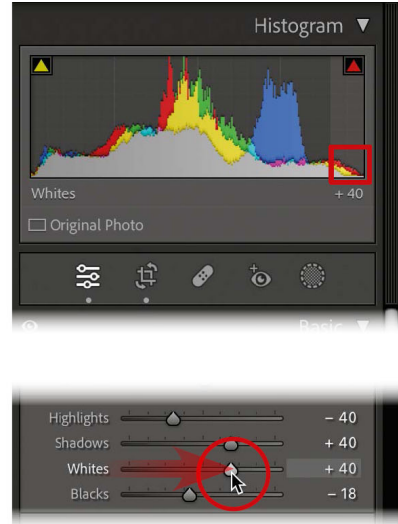 Histogram
Whites + 40
Original Photo
Basic
Highlights – 40
Shadows + 40
Whites + 40
Blacks – 18